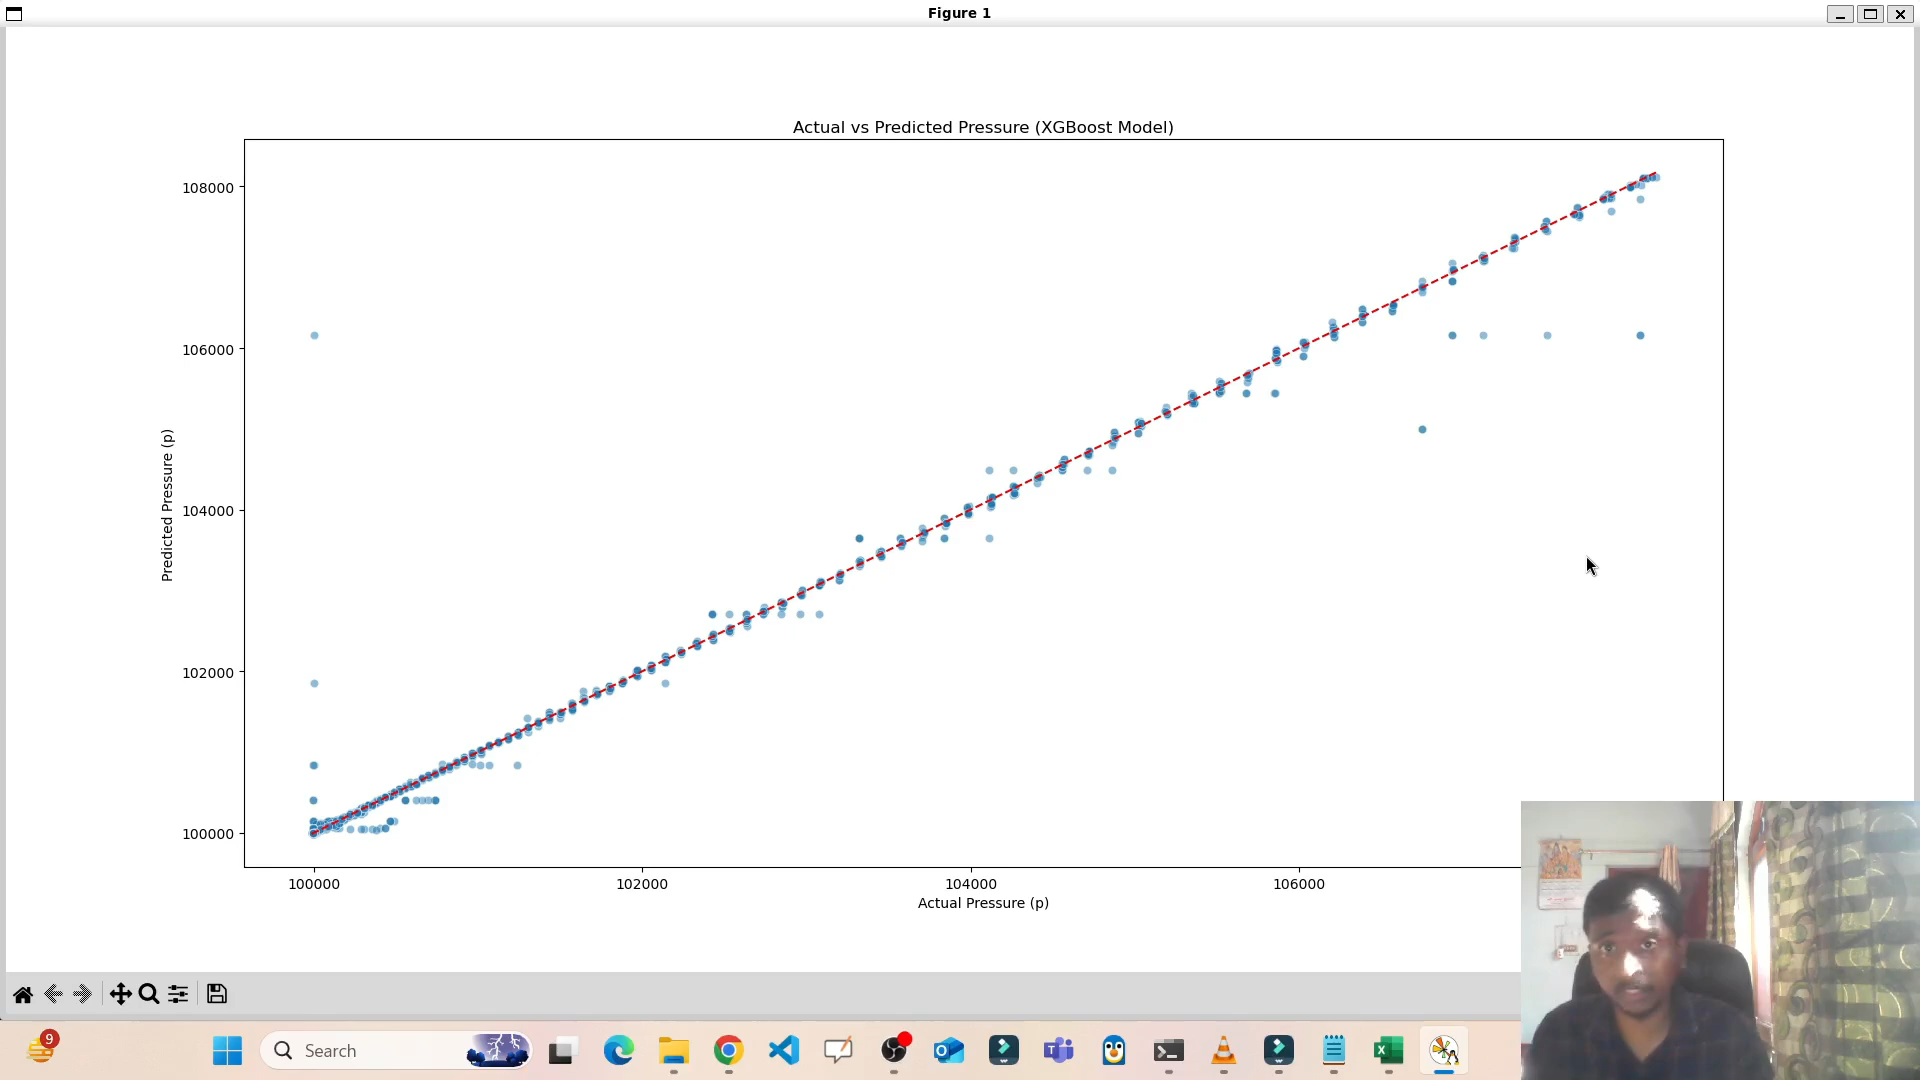 Figure 1
Actual vs Predicted Pressure (XGBoost Model)
108000
106000
104000
102000
100000
Predicted Pressure (p)
100000
102000
104000
106000
Actual Pressure (p)
9
Search